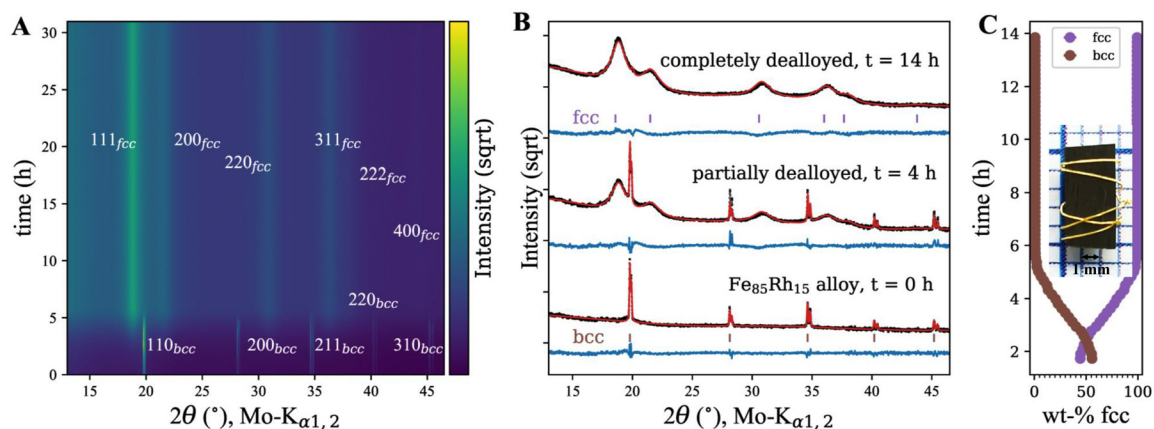 A
time (h)
30
25
20
15
10
5
0
111fcc
200fcc
220fcc
311fcc
222fcc
400fcc
220bcc
110bcc
200bcc
211bcc
310bcc
15 20 25 30 35 40 45
2θ (°), Mo-Kα1, 2
Intensity (sqrt)
B
Intensity (sqrt)
completely dealloyed, t = 14 h
fcc
partially dealloyed, t = 4 h
Fe85Rh15 alloy, t = 0 h
bcc
15 20 25 30 35 40 45
2θ (°), Mo-Kα1, 2
C
time (h)
14
12
10
8
6
4
2
fcc
bcc
1 mm
0 50 100
wt-% fcc